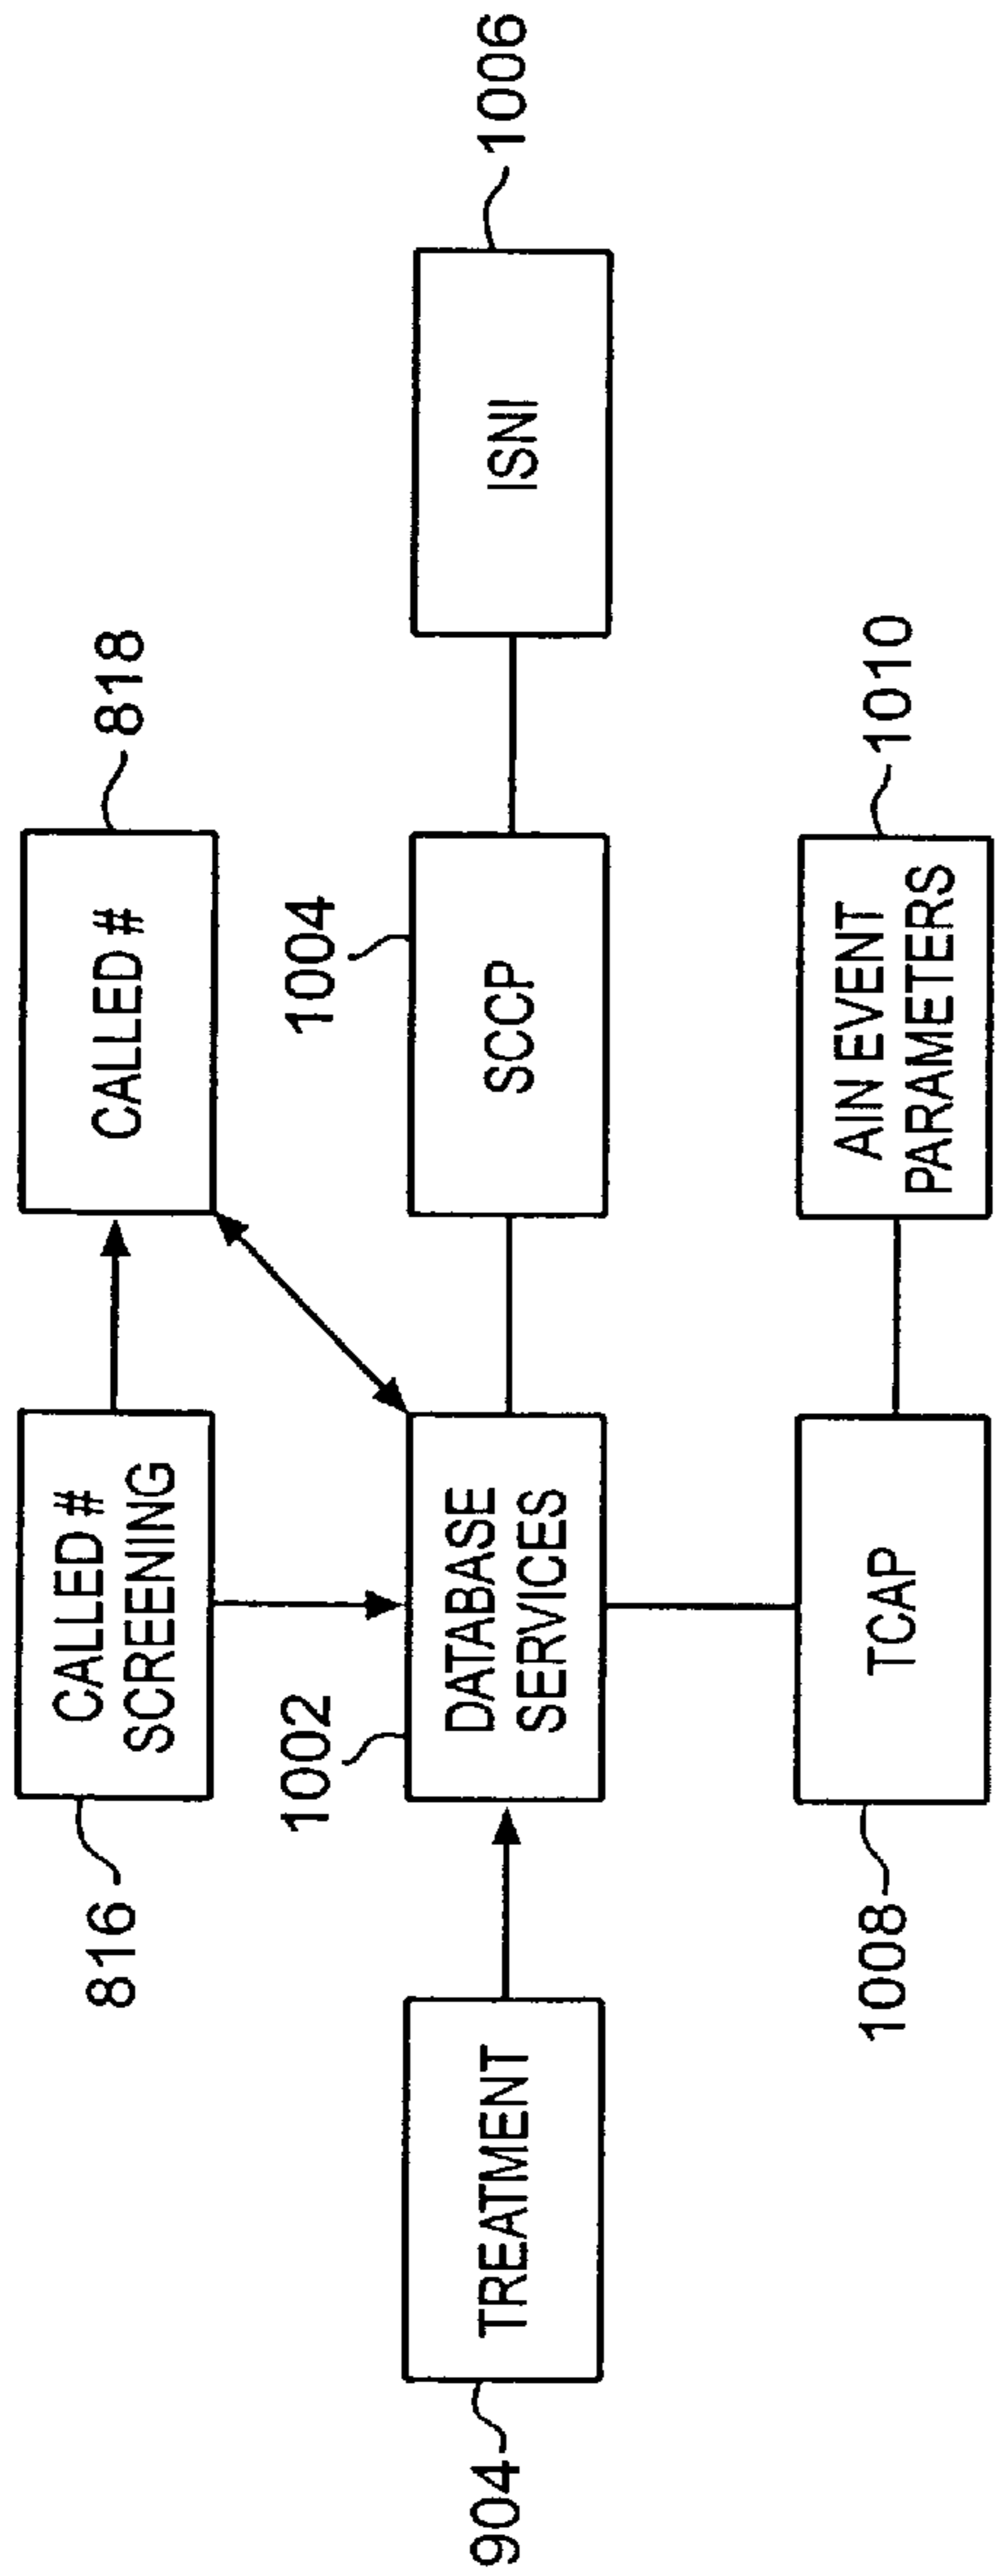 816
CALLED #
SCREENING
CALLED #
818
904
TREATMENT
1002
DATABASE
SERVICES
1004
SCCP
ISNI
1006
1008
TCAP
AIN EVENT
PARAMETERS
1010